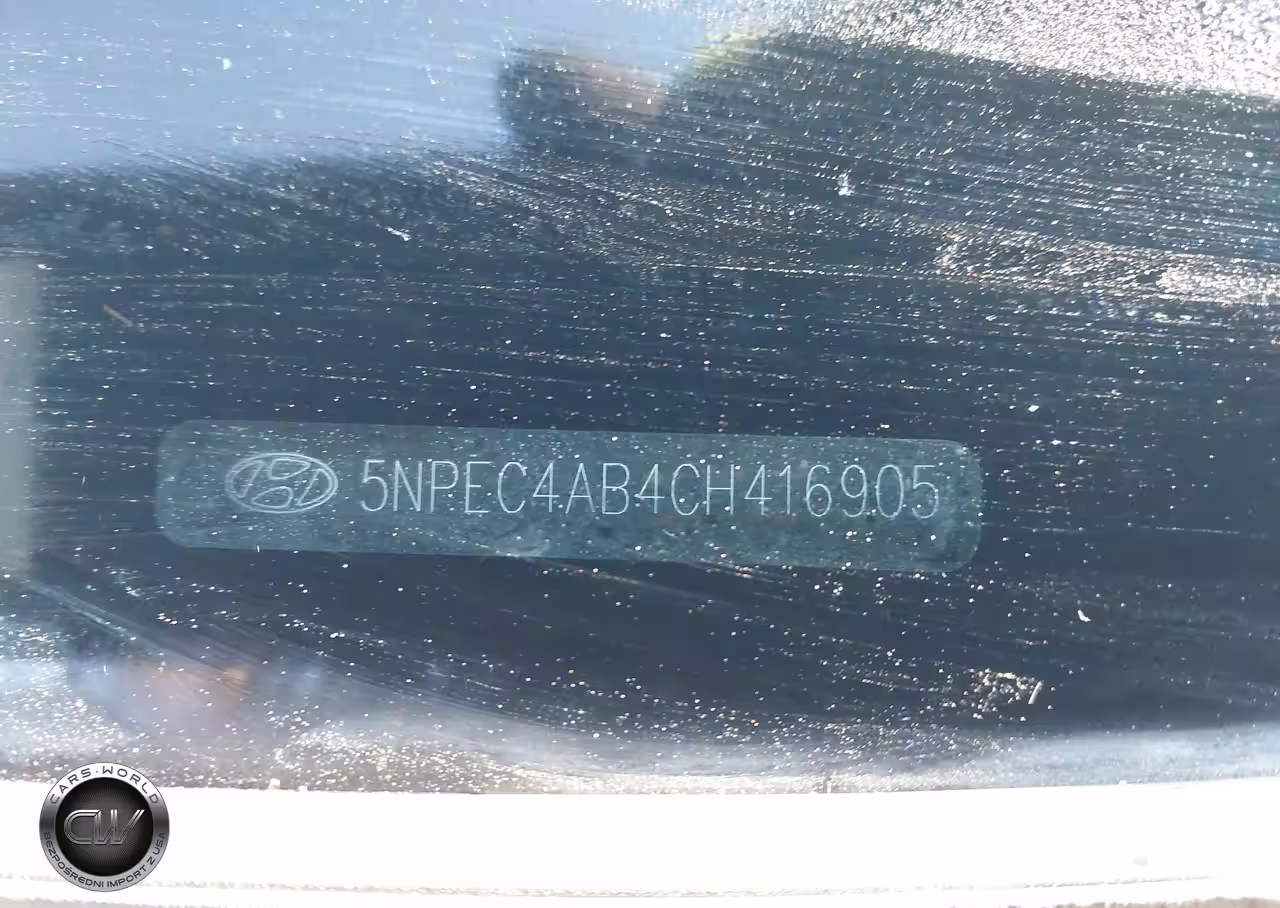 5NPEC4AB4CH416905
CARS·WORLD
CW
BEZPOŚREDNI IMPORT Z USA